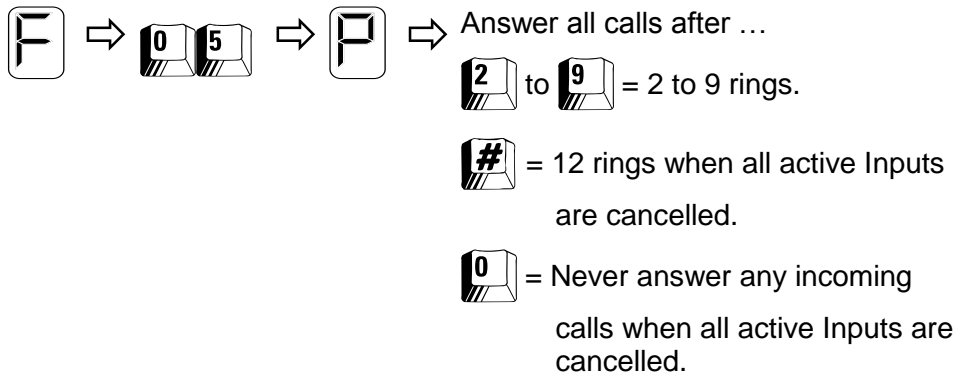 F ⇨ 0 5 ⇨ P ⇨ Answer all calls after …
2 to 9 = 2 to 9 rings.
# = 12 rings when all active Inputs
are cancelled.
0 = Never answer any incoming
calls when all active Inputs are
cancelled.